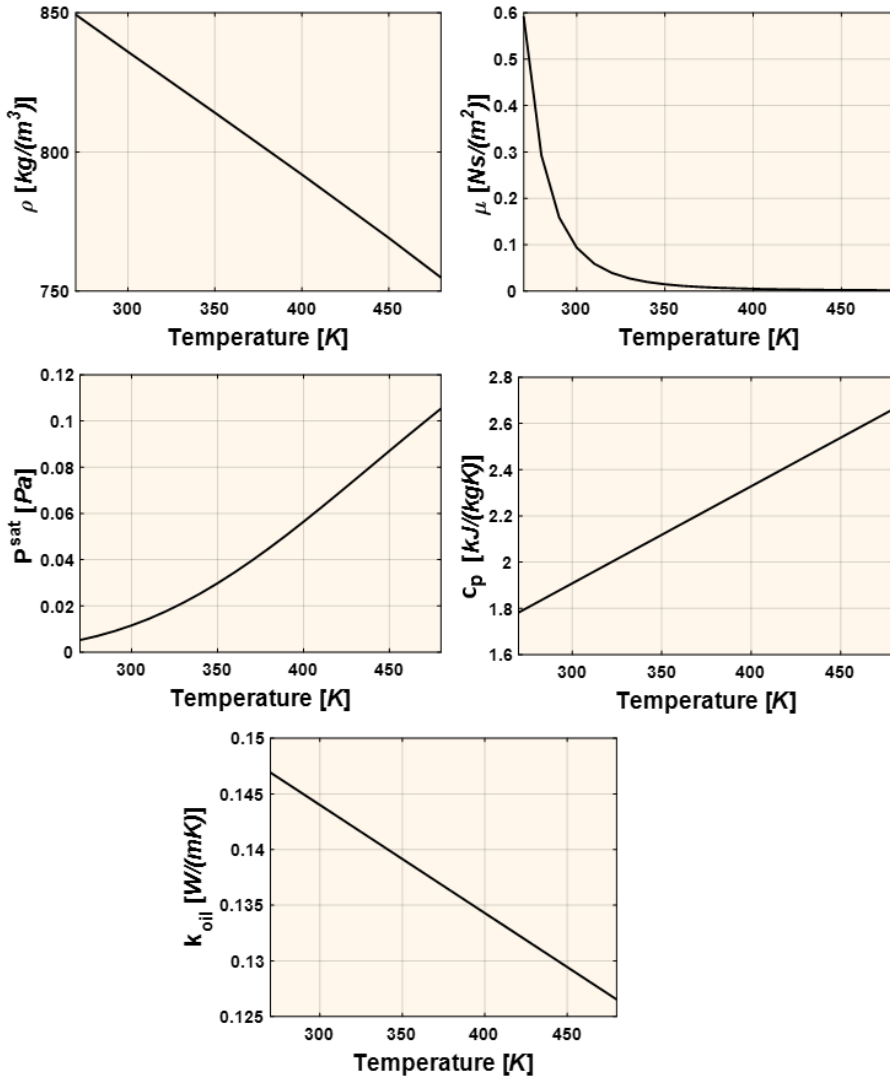 850
800
750
ρ [kg/(m³)]
300 350 400 450
Temperature [K]
0.6
0.5
0.4
0.3
0.2
0.1
0
μ [Ns/(m²)]
300 350 400 450
Temperature [K]
0.12
0.1
0.08
0.06
0.04
0.02
0
P^sat [Pa]
300 350 400 450
Temperature [K]
2.8
2.6
2.4
2.2
2
1.8
1.6
c_p [kJ/(kgK)]
300 350 400 450
Temperature [K]
0.15
0.145
0.14
0.135
0.13
0.125
k_oil [W/(mK)]
300 350 400 450
Temperature [K]